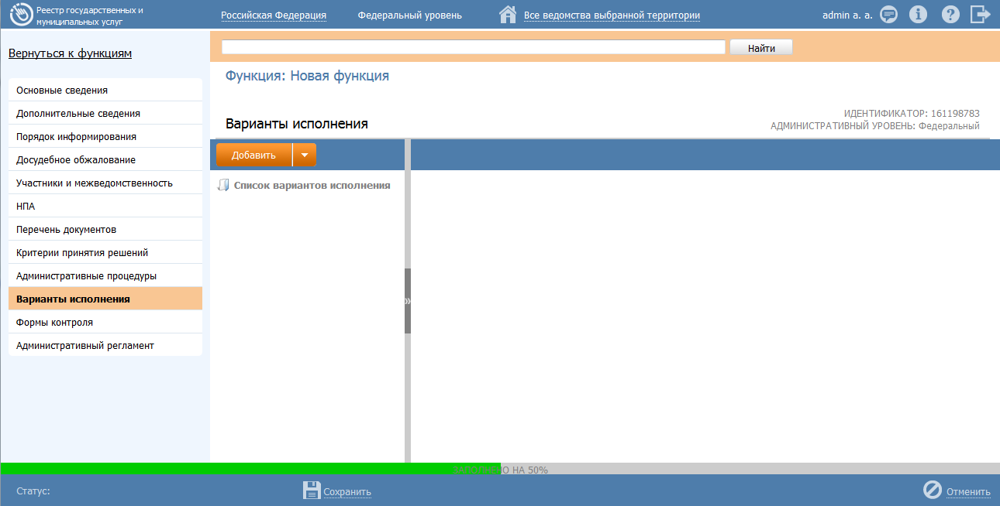 Реестр государственных и
муниципальных услуг
Российская Федерация
Федеральный уровень
Все ведомства выбранной территории
admin a. a.
Вернуться к функциям
Найти
Функция: Новая функция
Основные сведения
Дополнительные сведения
Порядок информирования
Досудебное обжалование
Участники и межведомственность
НПА
Перечень документов
Критерии принятия решений
Административные процедуры
Варианты исполнения
Формы контроля
Административный регламент
Варианты исполнения
ИДЕНТИФИКАТОР: 161198783
АДМИНИСТРАТИВНЫЙ УРОВЕНЬ: Федеральный
Добавить
Список вариантов исполнения
»
ЗАПОЛНЕНО НА 50%
Статус:
Сохранить
Отменить